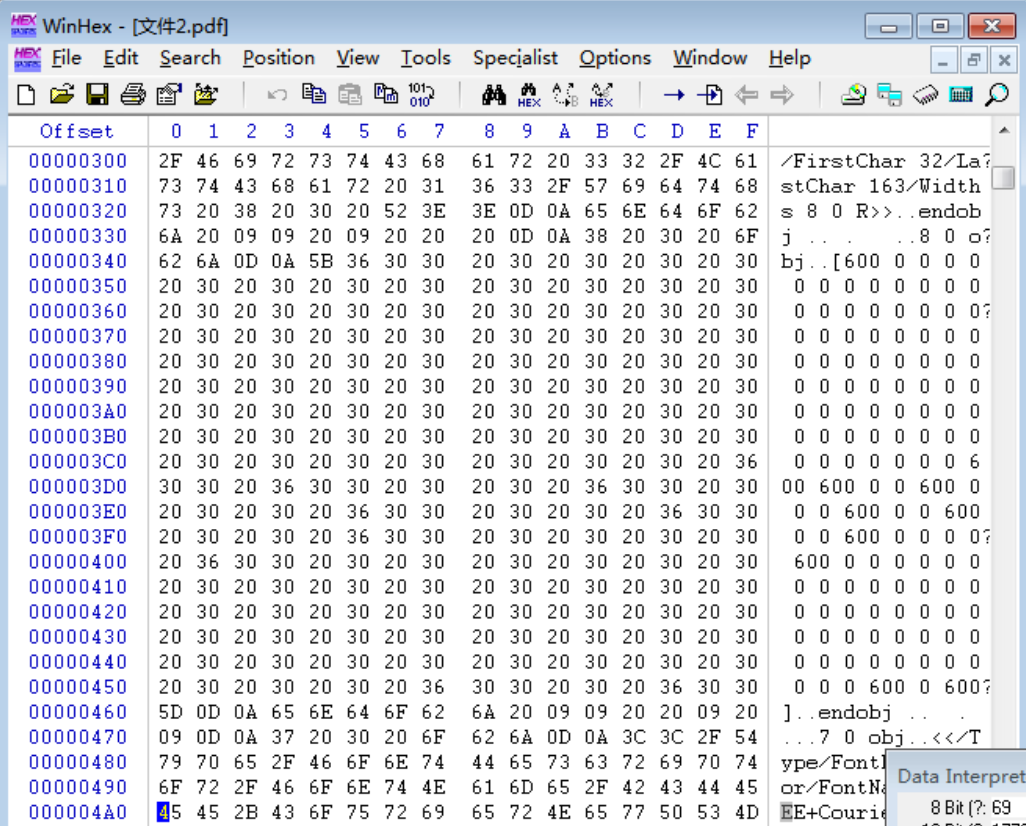 HEX WinHex - [文件2.pdf]
HEX File Edit Search Position View Tools Specialist Options Window Help
Offset 0 1 2 3 4 5 6 7 8 9 A B C D E F
00000300 2F 46 69 72 73 74 43 68 61 72 20 33 32 2F 4C 61 /FirstChar 32/La?
00000310 73 74 43 68 61 72 20 31 36 33 2F 57 69 64 74 68 stChar 163/Width
00000320 73 20 38 20 30 20 52 3E 3E 0D 0A 65 6E 64 6F 62 s 8 0 R>>..endob
00000330 6A 20 09 09 20 09 20 20 20 0D 0A 38 20 30 20 6F j .. . ..8 0 o?
00000340 62 6A 0D 0A 5B 36 30 30 20 30 20 30 20 30 20 30 bj..[600 0 0 0 0
00000350 20 30 20 30 20 30 20 30 20 30 20 30 20 30 20 30 0 0 0 0 0 0 0 0
00000360 20 30 20 30 20 30 20 30 20 30 20 30 20 30 20 30 0 0 0 0 0 0 0 0?
00000370 20 30 20 30 20 30 20 30 20 30 20 30 20 30 20 30 0 0 0 0 0 0 0 0
00000380 20 30 20 30 20 30 20 30 20 30 20 30 20 30 20 30 0 0 0 0 0 0 0 0
00000390 20 30 20 30 20 30 20 30 20 30 20 30 20 30 20 30 0 0 0 0 0 0 0 0
000003A0 20 30 20 30 20 30 20 30 20 30 20 30 20 30 20 30 0 0 0 0 0 0 0 0
000003B0 20 30 20 30 20 30 20 30 20 30 20 30 20 30 20 30 0 0 0 0 0 0 0 0
000003C0 20 30 20 30 20 30 20 30 20 30 20 30 20 30 20 36 0 0 0 0 0 0 0 6
000003D0 30 30 20 36 30 30 20 30 20 30 20 36 30 30 20 30 00 600 0 0 600 0
000003E0 20 30 20 30 20 36 30 30 20 30 20 30 20 36 30 30 0 0 600 0 0 600
000003F0 20 30 20 30 20 36 30 30 20 30 20 30 20 30 20 30 0 0 600 0 0 0 0?
00000400 20 36 30 30 20 30 20 30 20 30 20 30 20 30 20 30 600 0 0 0 0 0 0
00000410 20 30 20 30 20 30 20 30 20 30 20 30 20 30 20 30 0 0 0 0 0 0 0 0
00000420 20 30 20 30 20 30 20 30 20 30 20 30 20 30 20 30 0 0 0 0 0 0 0 0
00000430 20 30 20 30 20 30 20 30 20 30 20 30 20 30 20 30 0 0 0 0 0 0 0 0
00000440 20 30 20 30 20 30 20 30 20 30 20 30 20 30 20 30 0 0 0 0 0 0 0 0
00000450 20 30 20 30 20 30 20 36 30 30 20 30 20 36 30 30 0 0 0 600 0 600?
00000460 5D 0D 0A 65 6E 64 6F 62 6A 20 09 09 20 20 09 20 ]..endobj .. .
00000470 09 0D 0A 37 20 30 20 6F 62 6A 0D 0A 3C 3C 2F 54 ...7 0 obj..<</T
00000480 79 70 65 2F 46 6F 6E 74 44 65 73 63 72 69 70 74 ype/Font
00000490 6F 72 2F 46 6F 6E 74 4E 61 6D 65 2F 42 43 44 45 or/FontNa
000004A0 45 45 2B 43 6F 75 72 69 65 72 4E 65 77 50 53 4D EE+Courie
Data Interpret
8 Bit (?: 69